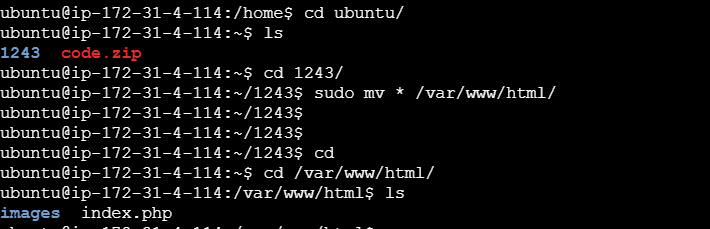 ubuntu@ip-172-31-4-114:/home$ cd ubuntu/
ubuntu@ip-172-31-4-114:~$ ls
1243  code.zip
ubuntu@ip-172-31-4-114:~$ cd 1243/
ubuntu@ip-172-31-4-114:~/1243$ sudo mv * /var/www/html/
ubuntu@ip-172-31-4-114:~/1243$
ubuntu@ip-172-31-4-114:~/1243$
ubuntu@ip-172-31-4-114:~/1243$ cd
ubuntu@ip-172-31-4-114:~$ cd /var/www/html/
ubuntu@ip-172-31-4-114:/var/www/html$ ls
images  index.php